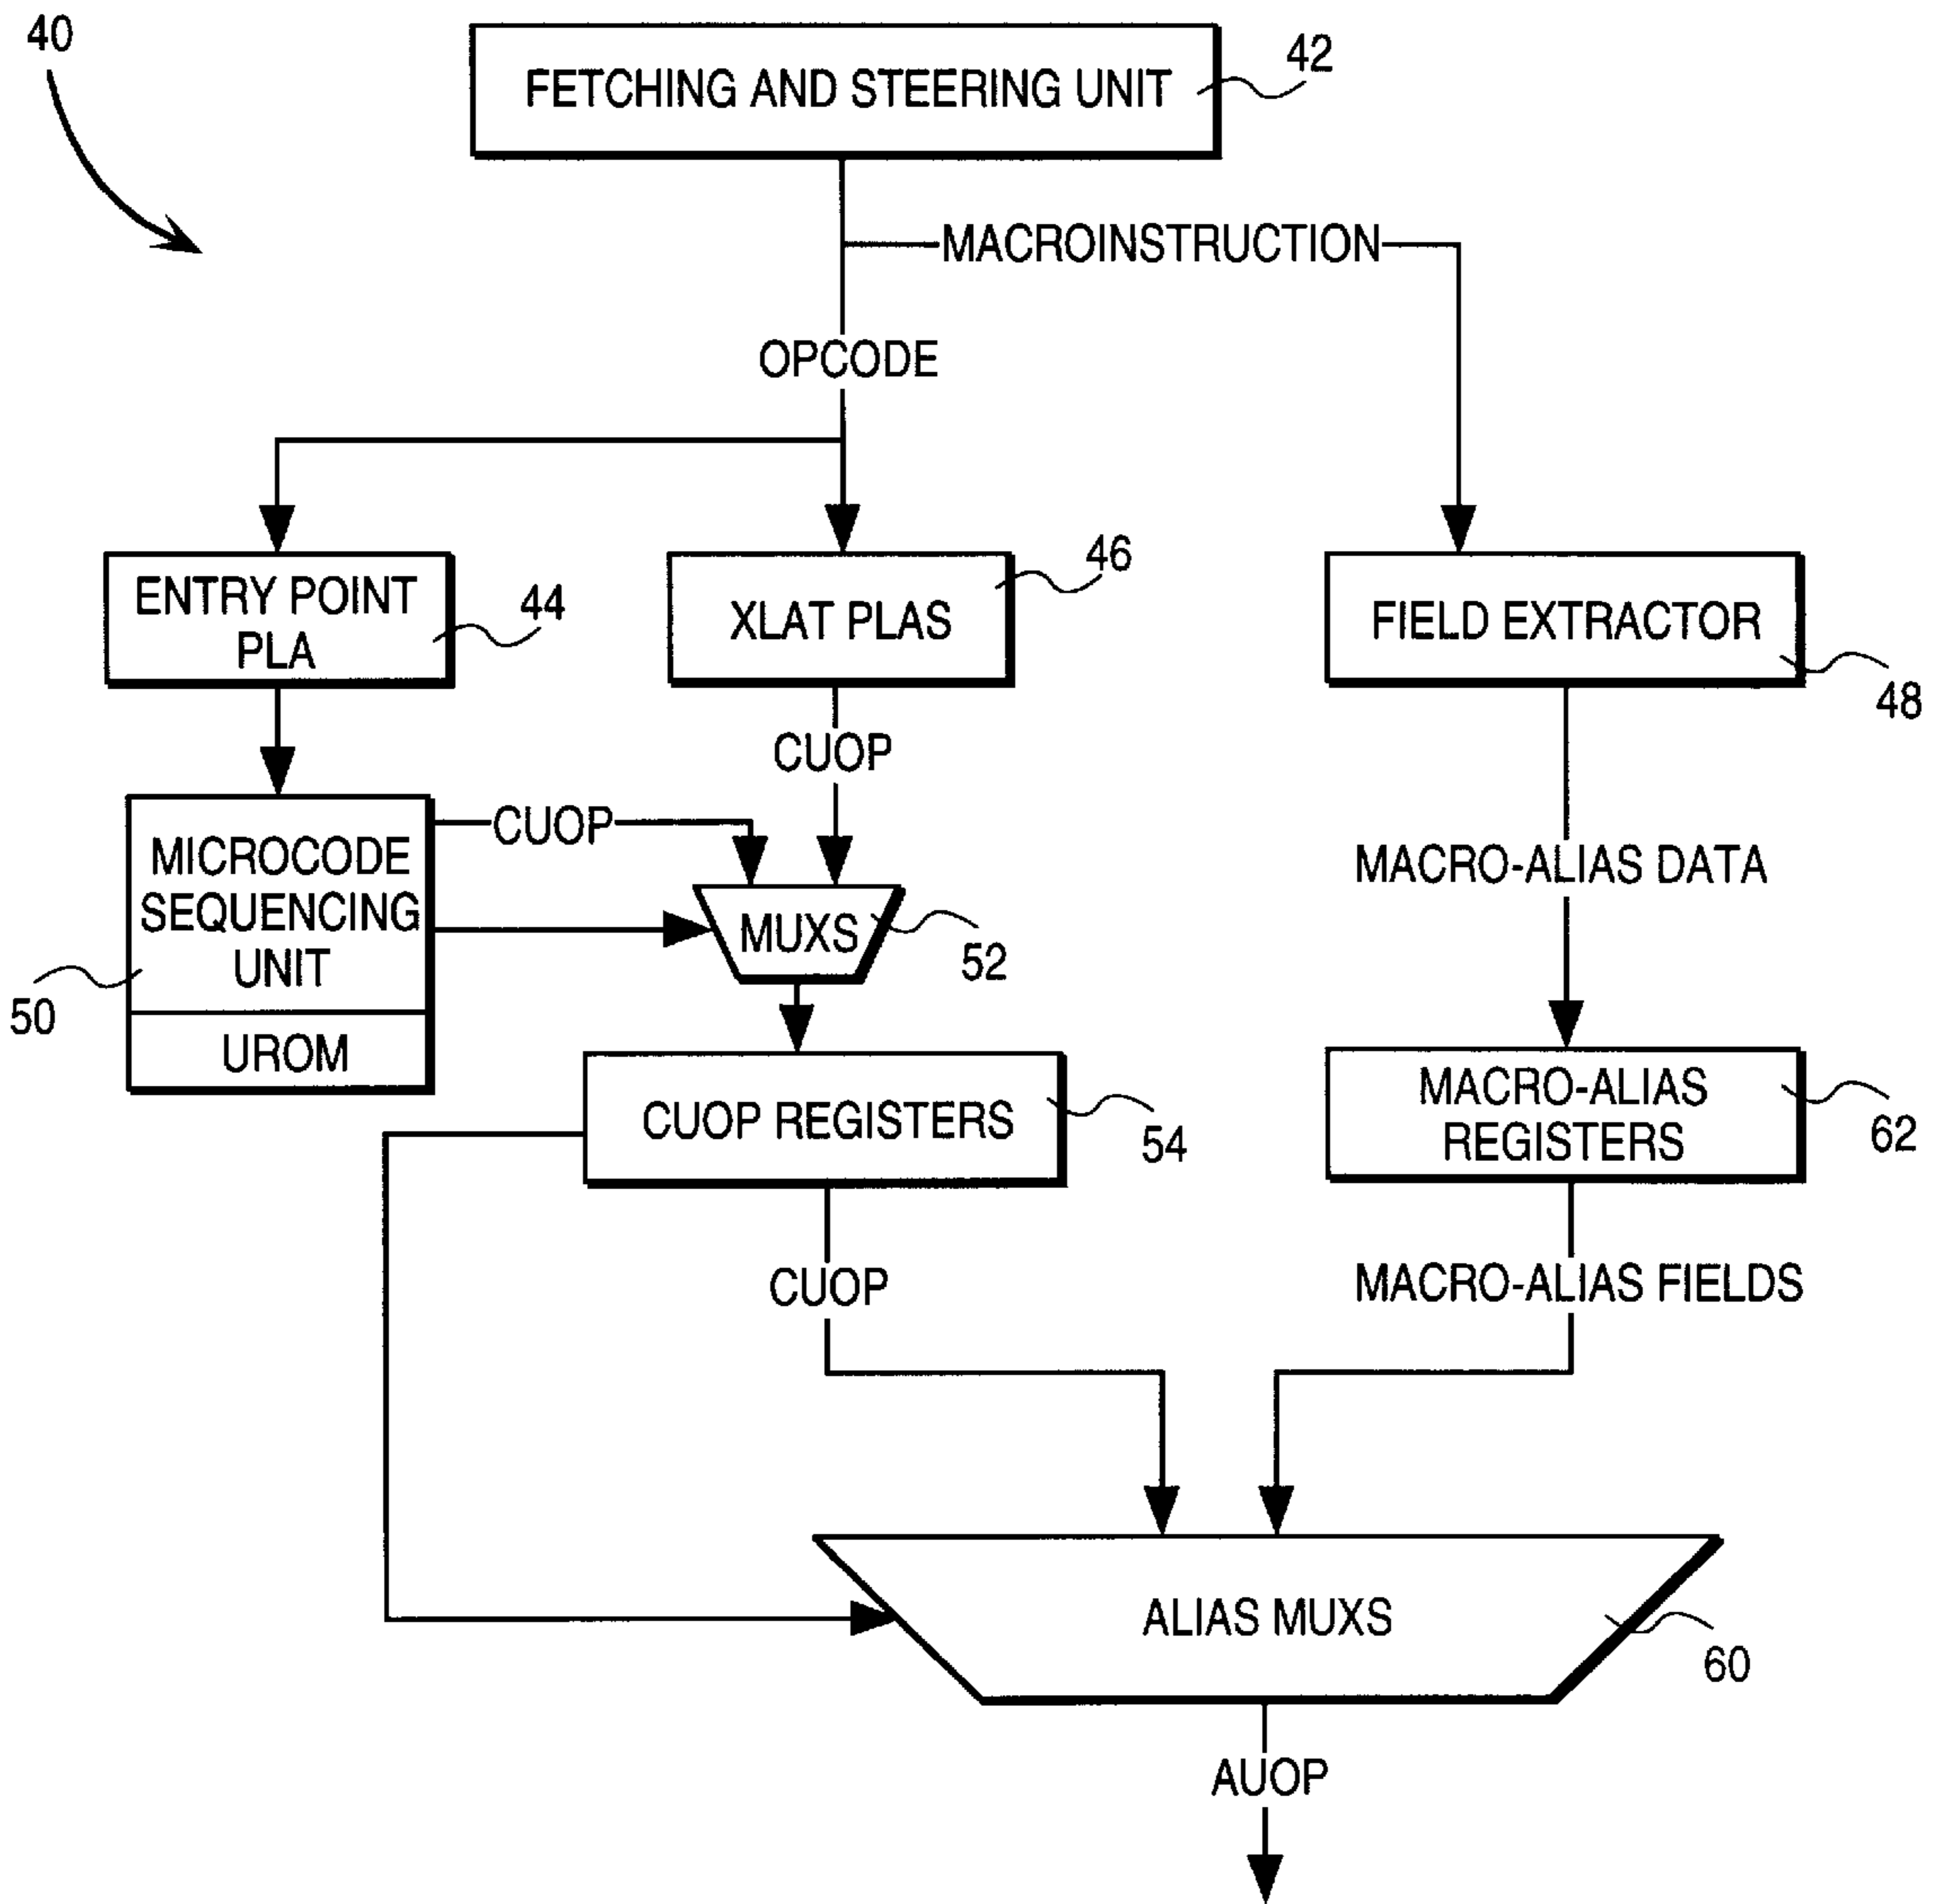 40
FETCHING AND STEERING UNIT
42
MACROINSTRUCTION
OPCODE
ENTRY POINT
PLA
44
XLAT PLAS
46
FIELD EXTRACTOR
48
CUOP
MICROCODE
SEQUENCING
UNIT
50
UROM
CUOP
MUXS
52
MACRO-ALIAS DATA
CUOP REGISTERS
54
MACRO-ALIAS
REGISTERS
62
CUOP
MACRO-ALIAS FIELDS
ALIAS MUXS
60
AUOP